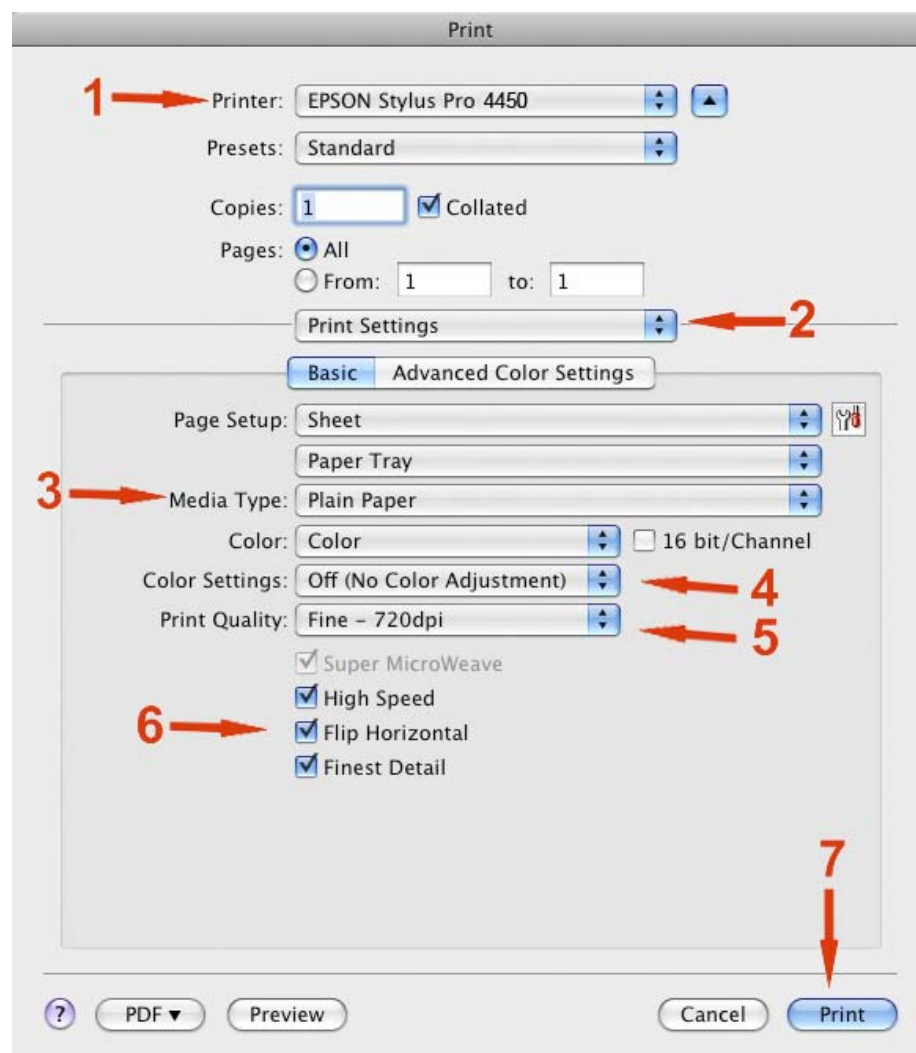 Print
1 Printer: EPSON Stylus Pro 4450
Presets: Standard
Copies: 1 Collated
Pages: All
From: 1 to: 1
Print Settings 2
Basic Advanced Color Settings
Page Setup: Sheet
Paper Tray
3 Media Type: Plain Paper
Color: Color 16 bit/Channel
Color Settings: Off (No Color Adjustment) 4
Print Quality: Fine – 720dpi 5
Super MicroWeave
High Speed
6 Flip Horizontal
Finest Detail
7
? PDF ▼ Preview Cancel Print